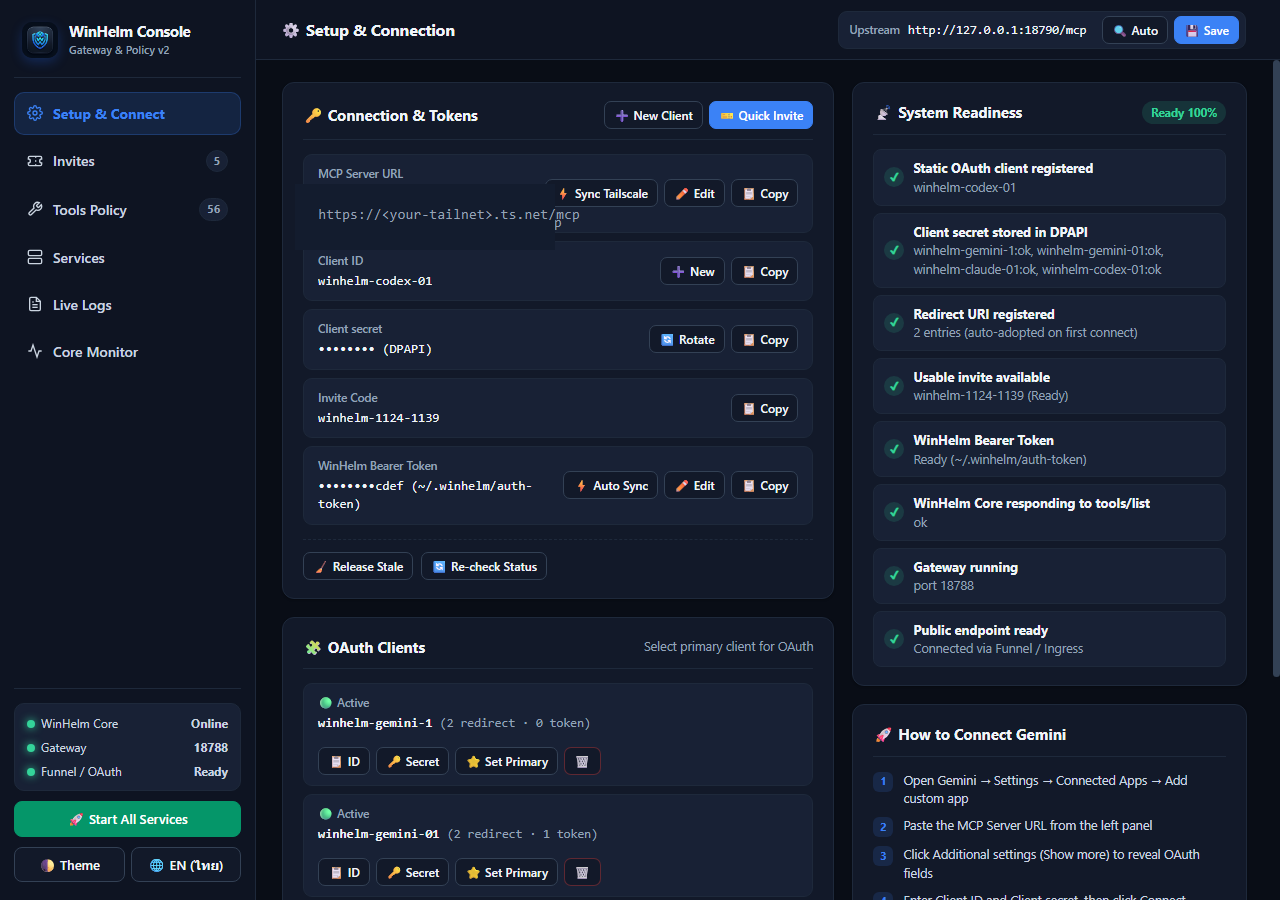 WinHelm Console
Gateway & Policy v2
Setup & Connect
Invites 5
Tools Policy 56
Services
Live Logs
Core Monitor
WinHelm Core Online
Gateway 18788
Funnel / OAuth Ready
Start All Services
Theme
EN (ไทย)
Setup & Connection
Upstream http://127.0.0.1:18790/mcp
Auto
Save
Connection & Tokens
New Client
Quick Invite
MCP Server URL
https://<your-tailnet>.ts.net/mcp
p
Sync Tailscale
Edit
Copy
Client ID
winhelm-codex-01
New
Copy
Client secret
•••••••• (DPAPI)
Rotate
Copy
Invite Code
winhelm-1124-1139
Copy
WinHelm Bearer Token
••••••••cdef (~/.winhelm/auth-
token)
Auto Sync
Edit
Copy
Release Stale
Re-check Status
OAuth Clients
Select primary client for OAuth
Active
winhelm-gemini-1 (2 redirect · 0 token)
ID
Secret
Set Primary
Active
winhelm-gemini-01 (2 redirect · 1 token)
ID
Secret
Set Primary
System Readiness
Ready 100%
Static OAuth client registered
winhelm-codex-01
Client secret stored in DPAPI
winhelm-gemini-1:ok, winhelm-gemini-01:ok,
winhelm-claude-01:ok, winhelm-codex-01:ok
Redirect URI registered
2 entries (auto-adopted on first connect)
Usable invite available
winhelm-1124-1139 (Ready)
WinHelm Bearer Token
Ready (~/.winhelm/auth-token)
WinHelm Core responding to tools/list
ok
Gateway running
port 18788
Public endpoint ready
Connected via Funnel / Ingress
How to Connect Gemini
1 Open Gemini → Settings → Connected Apps → Add
custom app
2 Paste the MCP Server URL from the left panel
3 Click Additional settings (Show more) to reveal OAuth
fields
4 Enter Client ID and Client secret, then click Connect